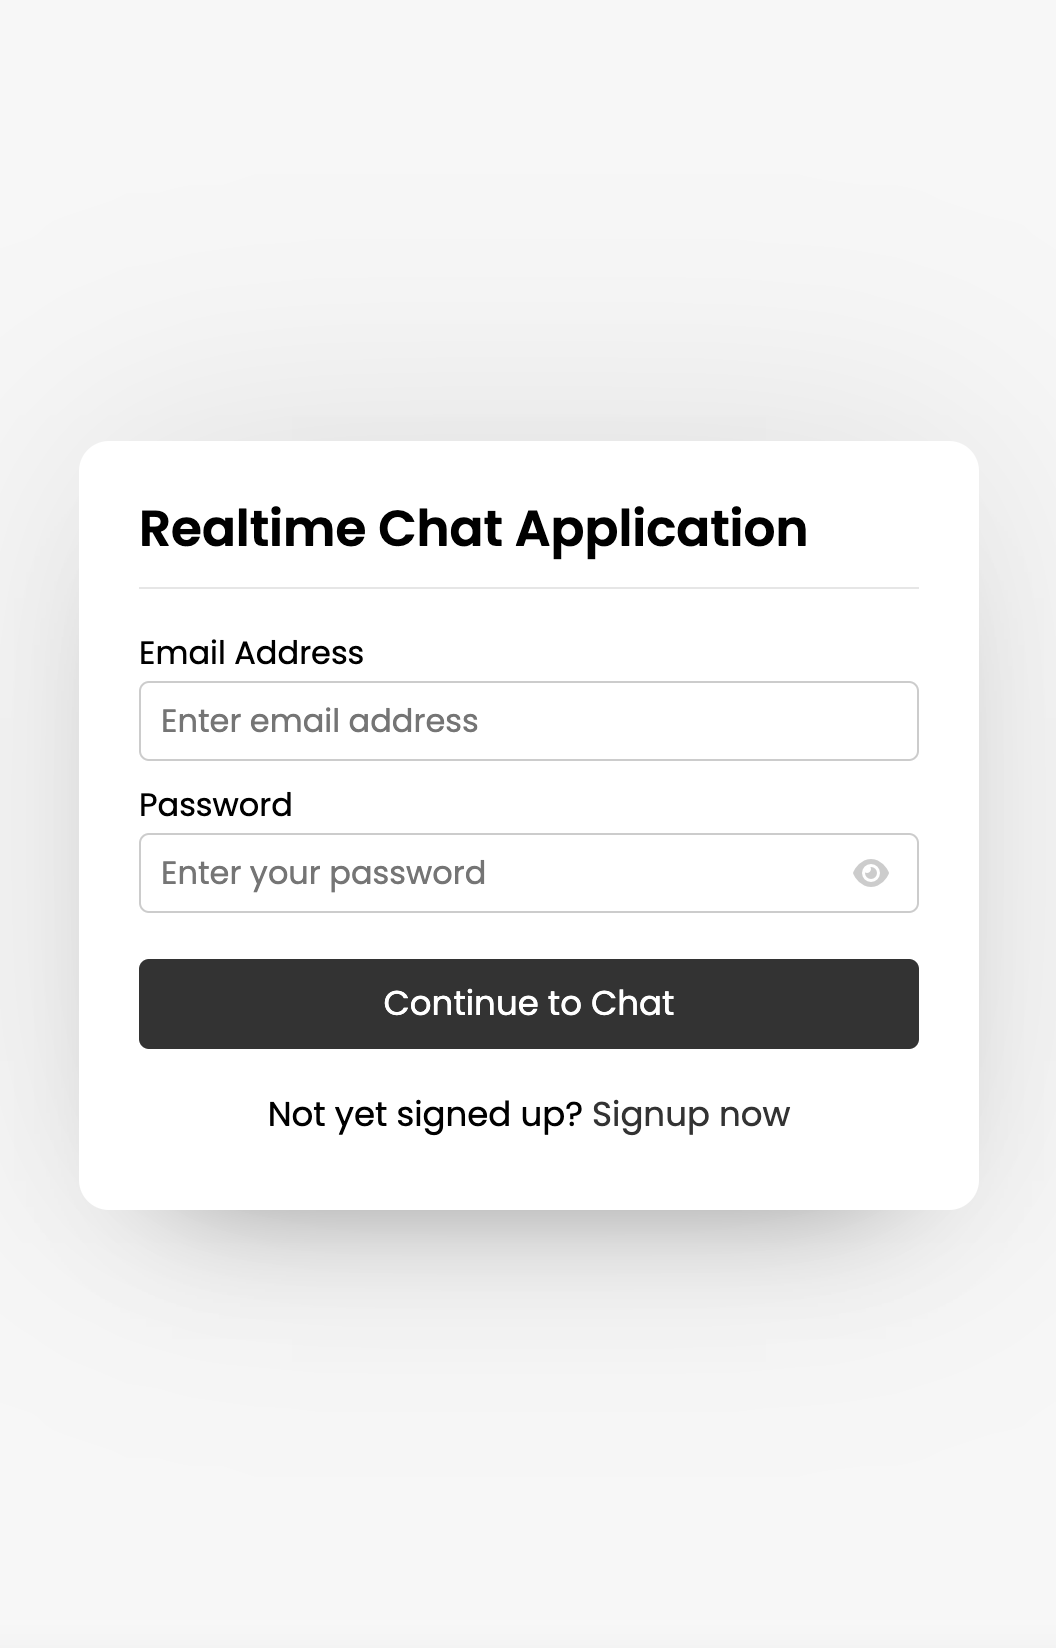 Realtime Chat Application
Email Address
Enter email address
Password
Enter your password
Continue to Chat
Not yet signed up? Signup now